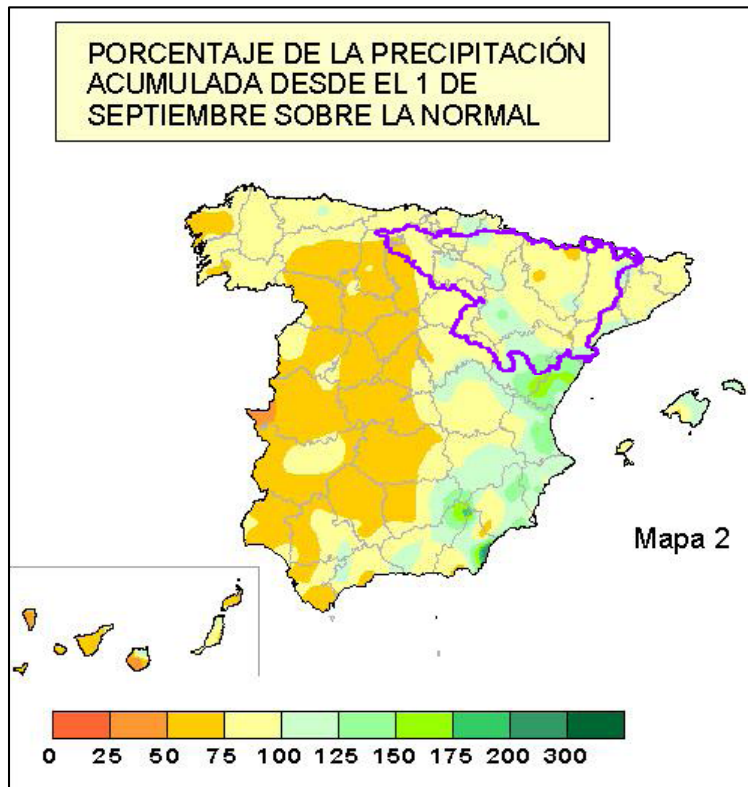 PORCENTAJE DE LA PRECIPITACIÓN
ACUMULADA DESDE EL 1 DE
SEPTIEMBRE SOBRE LA NORMAL
Mapa 2
0 25 50 75 100 125 150 175 200 300